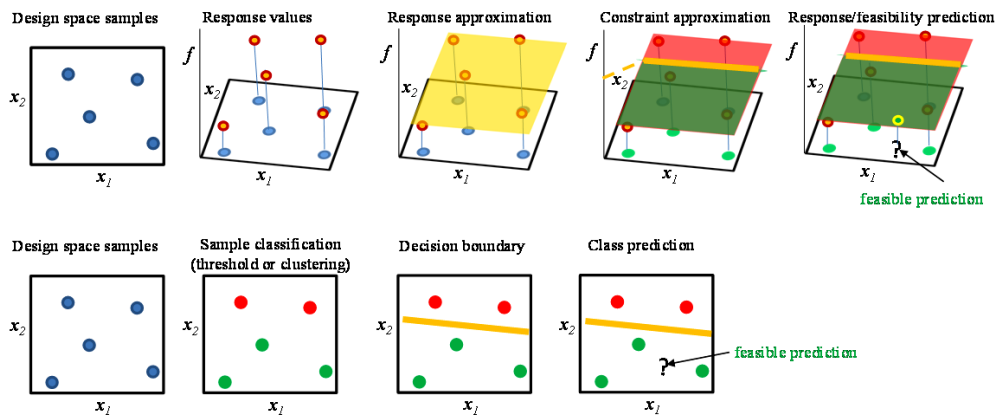 Design space samples
Response values
Response approximation
Constraint approximation
Response/feasibility prediction
x2
x1
f
x2
x1
f
x2
x1
f
x2
x1
f
x2
x1
?
feasible prediction
Design space samples
Sample classification
(threshold or clustering)
Decision boundary
Class prediction
x2
x1
x2
x1
x2
x1
x2
x1
?
feasible prediction